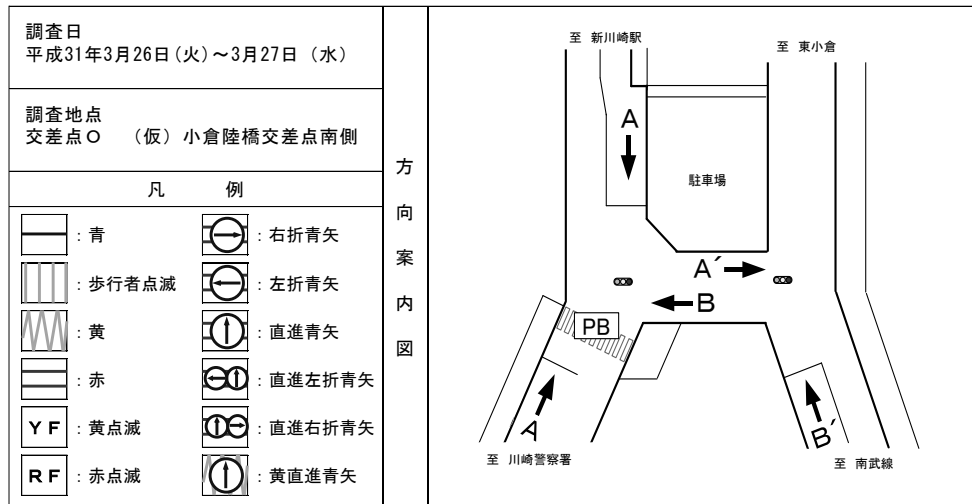 調査日
平成31年3月26日(火)～3月27日（水）
調査地点
交差点O　（仮）小倉陸橋交差点南側
凡　例
: 青
: 右折青矢
: 歩行者点滅
: 左折青矢
: 黄
: 直進青矢
: 赤
: 直進左折青矢
YF : 黄点滅
: 直進右折青矢
RF : 赤点滅
: 黄直進青矢
方向案内図
至 新川崎駅
至 東小倉
A
駐車場
A´
B
PB
A
B´
至 川崎警察署
至 南武線